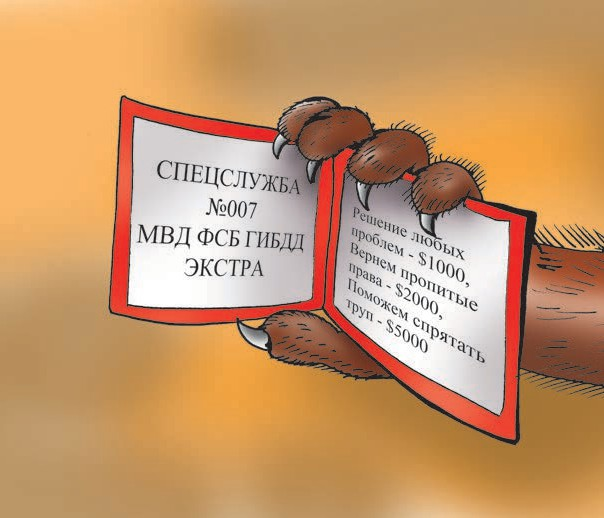 СПЕЦСЛУЖБА
№007
МВД ФСБ ГИБДД
ЭКСТРА
Решение любых
проблем - $1000,
Вернем пропитые
права - $2000,
Поможем спрятать
труп - $5000